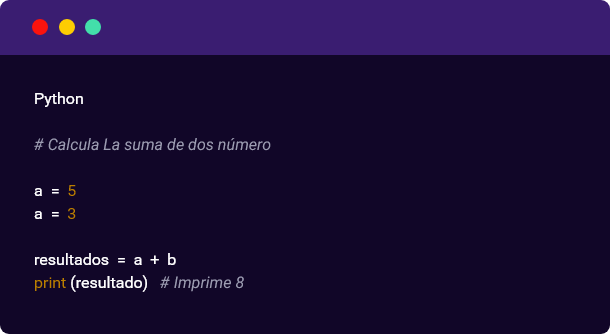 Python
# Calcula La suma de dos número
a = 5
a = 3
resultados = a + b
print (resultado) # Imprime 8